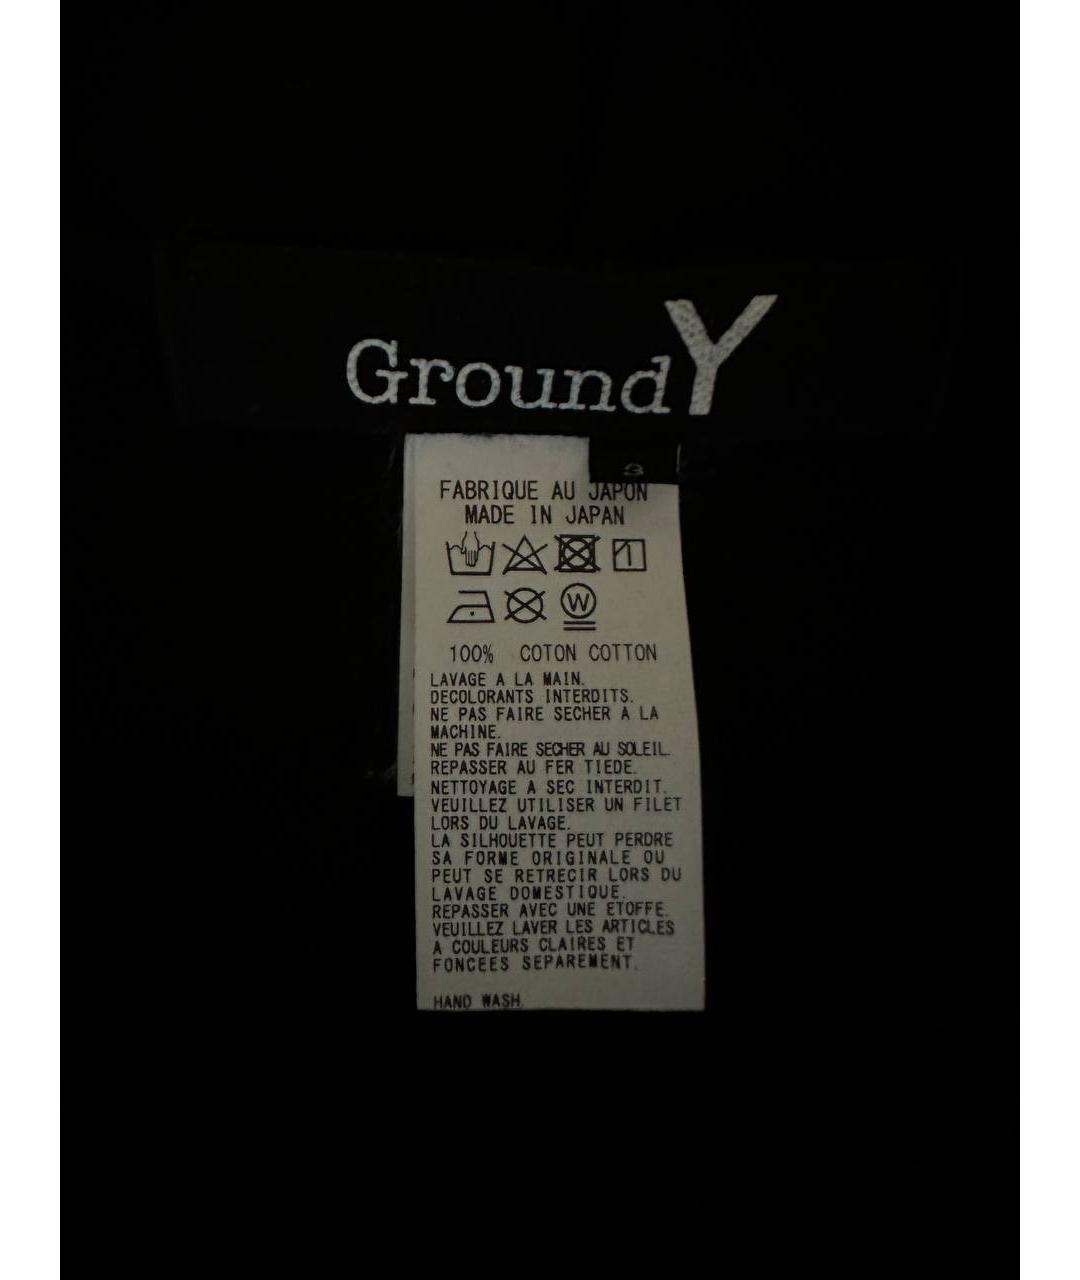 GroundY
3
FABRIQUE AU JAPON
MADE IN JAPAN
W
100% COTON COTTON
LAVAGE A LA MAIN.
DECOLORANTS INTERDITS.
NE PAS FAIRE SECHER A LA
MACHINE.
NE PAS FAIRE SECHER AU SOLEIL.
REPASSER AU FER TIEDE.
NETTOYAGE A SEC INTERDIT.
VEUILLEZ UTILISER UN FILET
LORS DU LAVAGE.
LA SILHOUETTE PEUT PERDRE
SA FORME ORIGINALE OU
PEUT SE RETRECIR LORS DU
LAVAGE DOMESTIQUE.
REPASSER AVEC UNE ETOFFE.
VEUILLEZ LAVER LES ARTICLES
A COULEURS CLAIRES ET
FONCEES SEPAREMENT.
HAND WASH.